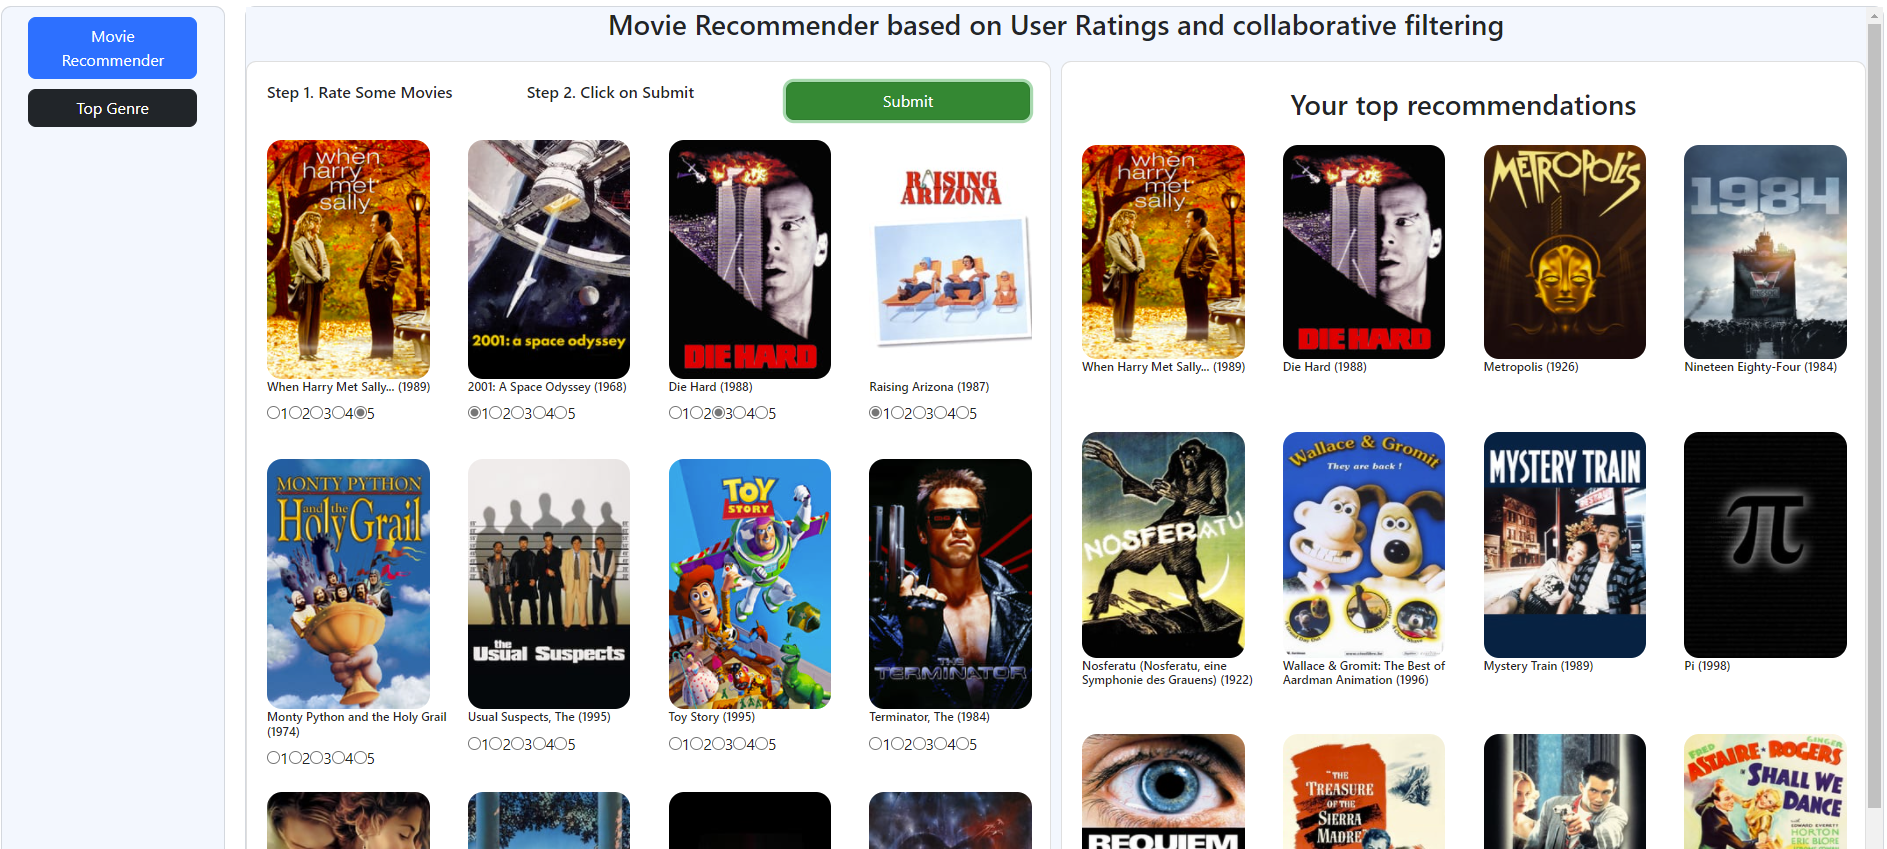 Movie
Recommender
Top Genre
Movie Recommender based on User Ratings and collaborative filtering
Step 1. Rate Some Movies
Step 2. Click on Submit
Submit
when
harry
met
sally
2001: a space odyssey
DIE HARD
RAISING
ARIZONA
When Harry Met Sally... (1989)
2001: A Space Odyssey (1968)
Die Hard (1988)
Raising Arizona (1987)
1 2 3 4 5
1 2 3 4 5
1 2 3 4 5
1 2 3 4 5
MONTY PYTHON
and the
Holy Grail
the
Usual Suspects
TOY
STORY
THE
TERMINATOR
Monty Python and the Holy Grail
(1974)
Usual Suspects, The (1995)
Toy Story (1995)
Terminator, The (1984)
1 2 3 4 5
1 2 3 4 5
1 2 3 4 5
1 2 3 4 5
Your top recommendations
when
harry
met
sally
DIE HARD
METROPOLIS
1984
When Harry Met Sally... (1989)
Die Hard (1988)
Metropolis (1926)
Nineteen Eighty-Four (1984)
NOSFERATU
Wallace & Gromit
They are back !
MYSTERY TRAIN
π
Nosferatu (Nosferatu, eine
Symphonie des Grauens) (1922)
Wallace & Gromit: The Best of
Aardman Animation (1996)
Mystery Train (1989)
Pi (1998)
REQUIEM
"THE
TREASURE
OF THE
SIERRA
MADRE"
FRED GINGER
ASTAIRE · ROGERS
IN SHALL WE
DANCE
EDWARD EVERETT
HORTON
ERIC BLORE